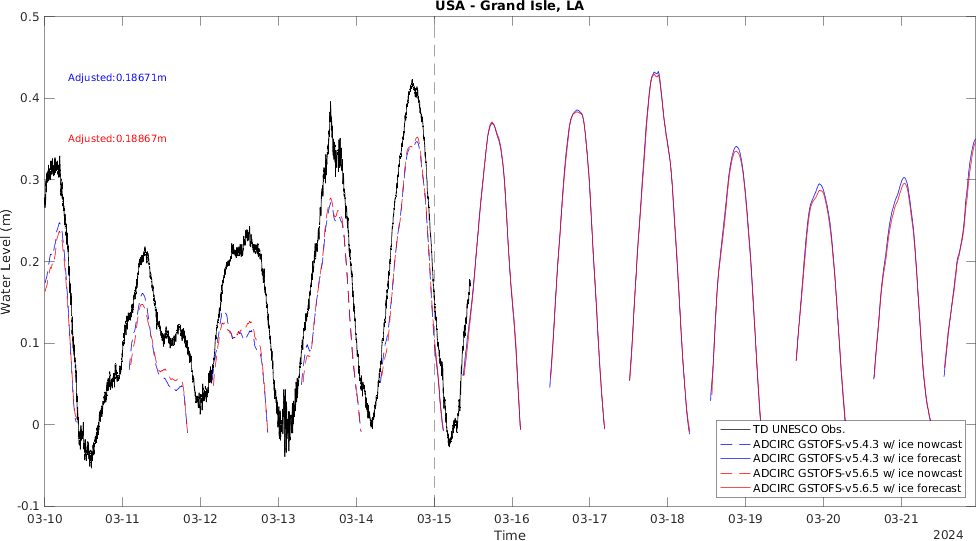 USA - Grand Isle, LA
0.5
0.4
0.3
0.2
0.1
0
-0.1
Water Level (m)
Adjusted:0.18671m
Adjusted:0.18867m
TD UNESCO Obs.
ADCIRC GSTOFS-v5.4.3 w/ ice nowcast
ADCIRC GSTOFS-v5.4.3 w/ ice forecast
ADCIRC GSTOFS-v5.6.5 w/ ice nowcast
ADCIRC GSTOFS-v5.6.5 w/ ice forecast
03-10 03-11 03-12 03-13 03-14 03-15 03-16 03-17 03-18 03-19 03-20 03-21
Time 2024